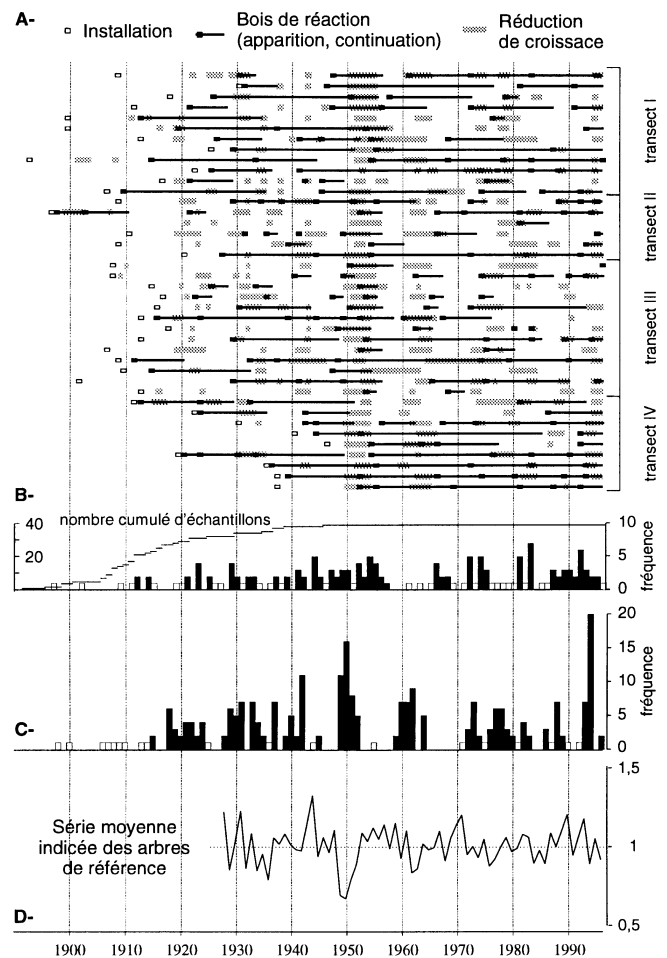 A-
Installation
Bois de réaction
(apparition, continuation)
Réduction
de croissace
transect I
transect II
transect III
transect IV
B-
nombre cumulé d'échantillons
40
20
10
5
0
fréquence
20
15
10
5
0
fréquence
C-
1,5
1
0,5
Série moyenne
indicée des arbres
de référence
D-
1900 1910 1920 1930 1940 1950 1960 1970 1980 1990